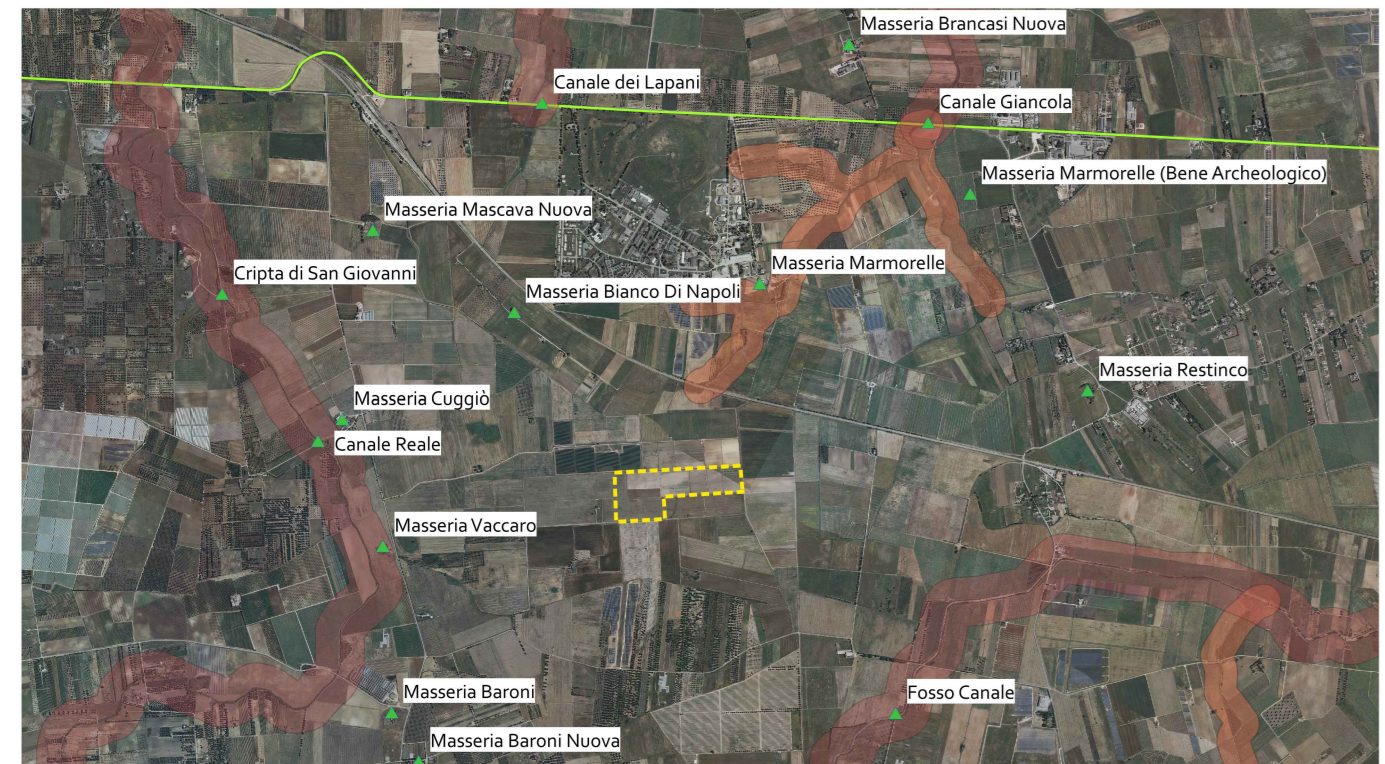 Masseria Brancasi Nuova
Canale dei Lapani
Canale Giancola
Masseria Marmorelle (Bene Archeologico)
Masseria Mascava Nuova
Masseria Marmorelle
Cripta di San Giovanni
Masseria Bianco Di Napoli
Masseria Restinco
Masseria Cuggiò
Canale Reale
Masseria Vaccaro
Masseria Baroni
Fosso Canale
Masseria Baroni Nuova